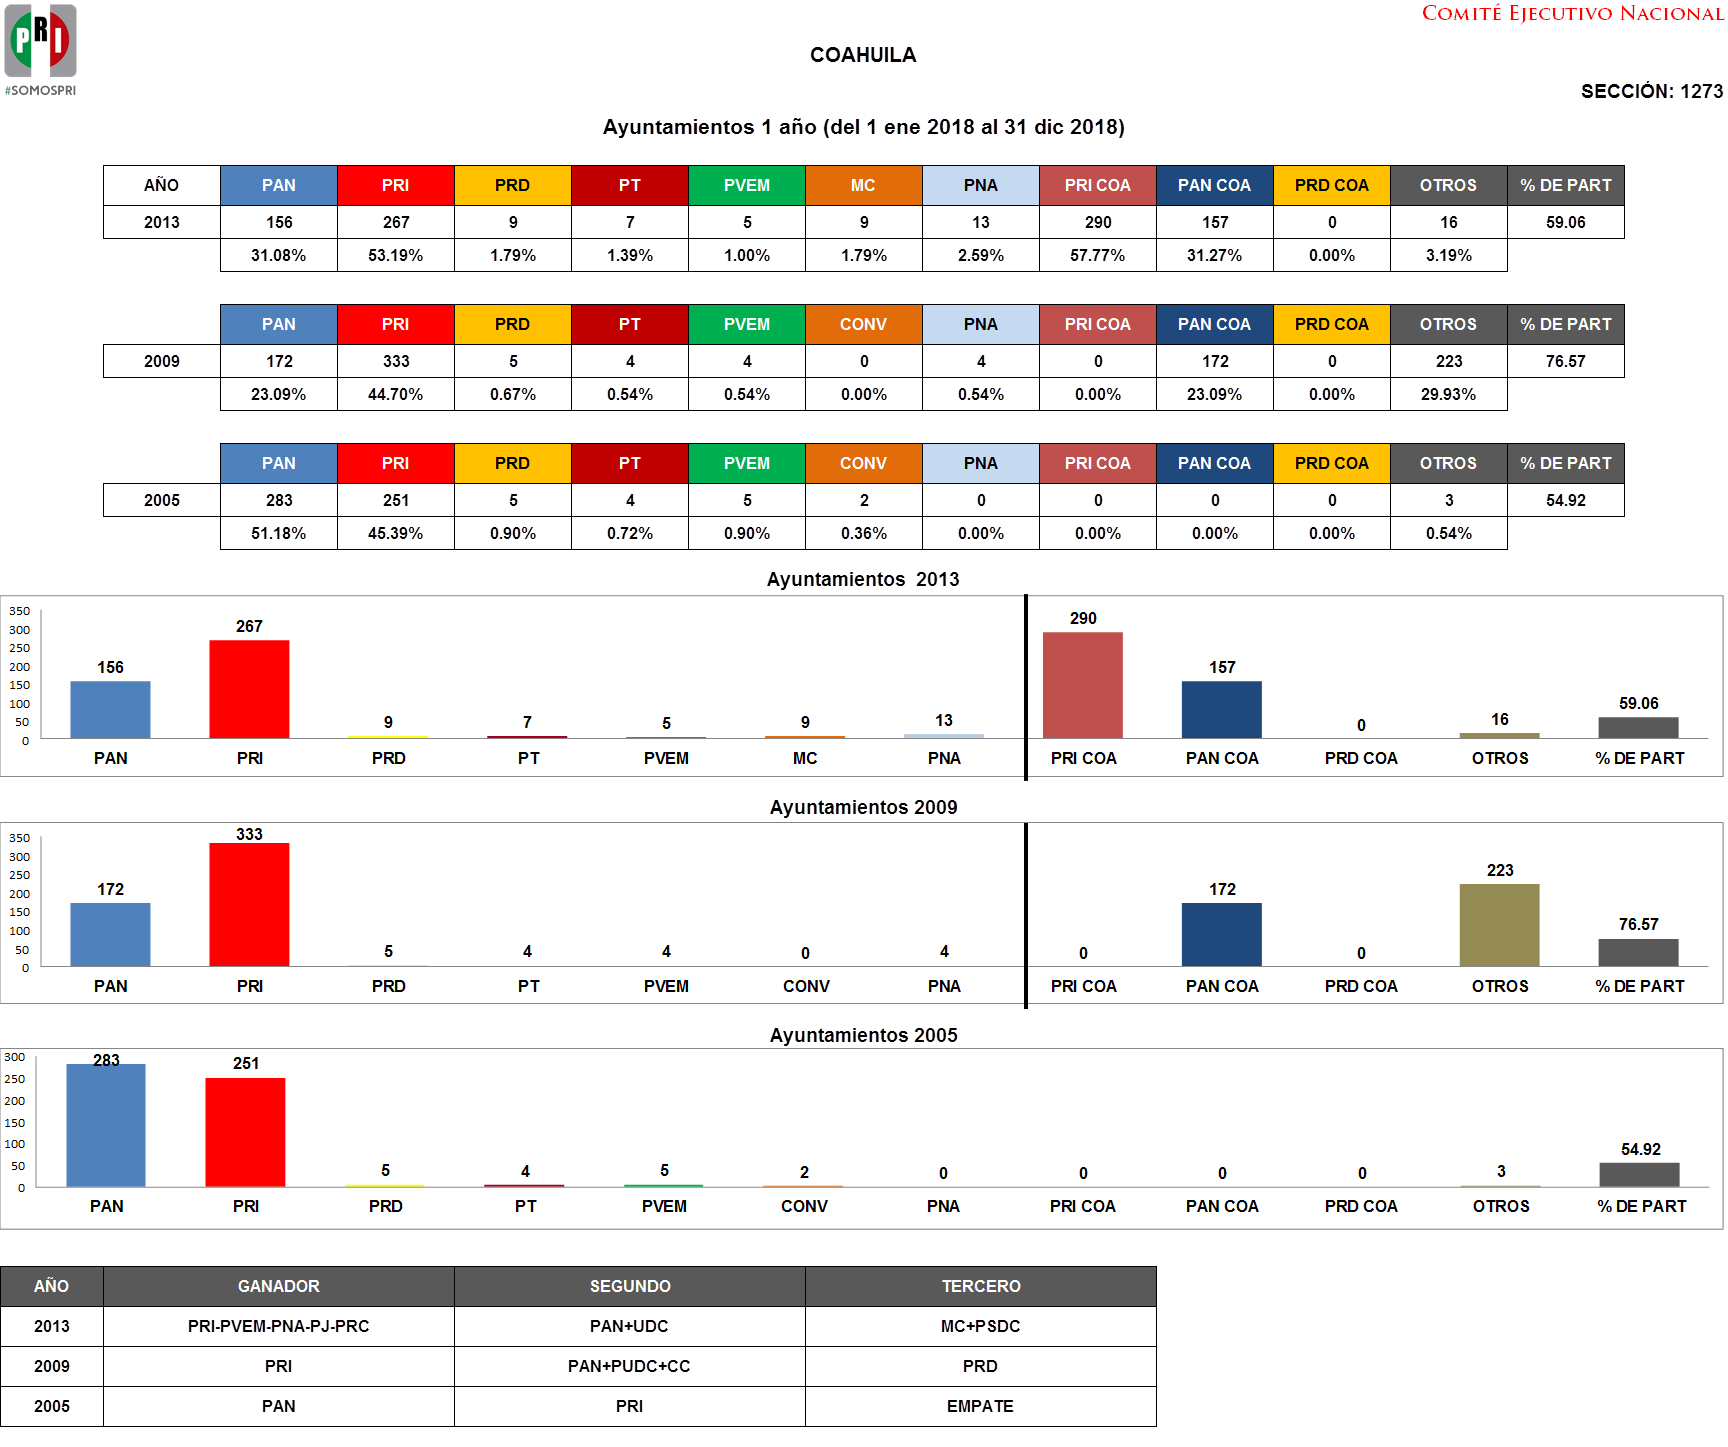 COMITÉ EJECUTIVO NACIONAL
PRI
#SOMOSPRI
COAHUILA
SECCIÓN: 1273
Ayuntamientos 1 año (del 1 ene 2018 al 31 dic 2018)
AÑO PAN PRI PRD PT PVEM MC PNA PRI COA PAN COA PRD COA OTROS % DE PART
2013 156 267 9 7 5 9 13 290 157 0 16 59.06
31.08% 53.19% 1.79% 1.39% 1.00% 1.79% 2.59% 57.77% 31.27% 0.00% 3.19%
PAN PRI PRD PT PVEM CONV PNA PRI COA PAN COA PRD COA OTROS % DE PART
2009 172 333 5 4 4 0 4 0 172 0 223 76.57
23.09% 44.70% 0.67% 0.54% 0.54% 0.00% 0.54% 0.00% 23.09% 0.00% 29.93%
PAN PRI PRD PT PVEM CONV PNA PRI COA PAN COA PRD COA OTROS % DE PART
2005 283 251 5 4 5 2 0 0 0 0 3 54.92
51.18% 45.39% 0.90% 0.72% 0.90% 0.36% 0.00% 0.00% 0.00% 0.00% 0.54%
Ayuntamientos 2013
350
300
250
200
150
100
50
0
156 267 9 7 5 9 13 290 157 0 16 59.06
PAN PRI PRD PT PVEM MC PNA PRI COA PAN COA PRD COA OTROS % DE PART
Ayuntamientos 2009
350
300
250
200
150
100
50
0
172 333 5 4 4 0 4 0 172 0 223 76.57
PAN PRI PRD PT PVEM CONV PNA PRI COA PAN COA PRD COA OTROS % DE PART
Ayuntamientos 2005
300
250
200
150
100
50
0
283 251 5 4 5 2 0 0 0 0 3 54.92
PAN PRI PRD PT PVEM CONV PNA PRI COA PAN COA PRD COA OTROS % DE PART
AÑO GANADOR SEGUNDO TERCERO
2013 PRI-PVEM-PNA-PJ-PRC PAN+UDC MC+PSDC
2009 PRI PAN+PUDC+CC PRD
2005 PAN PRI EMPATE